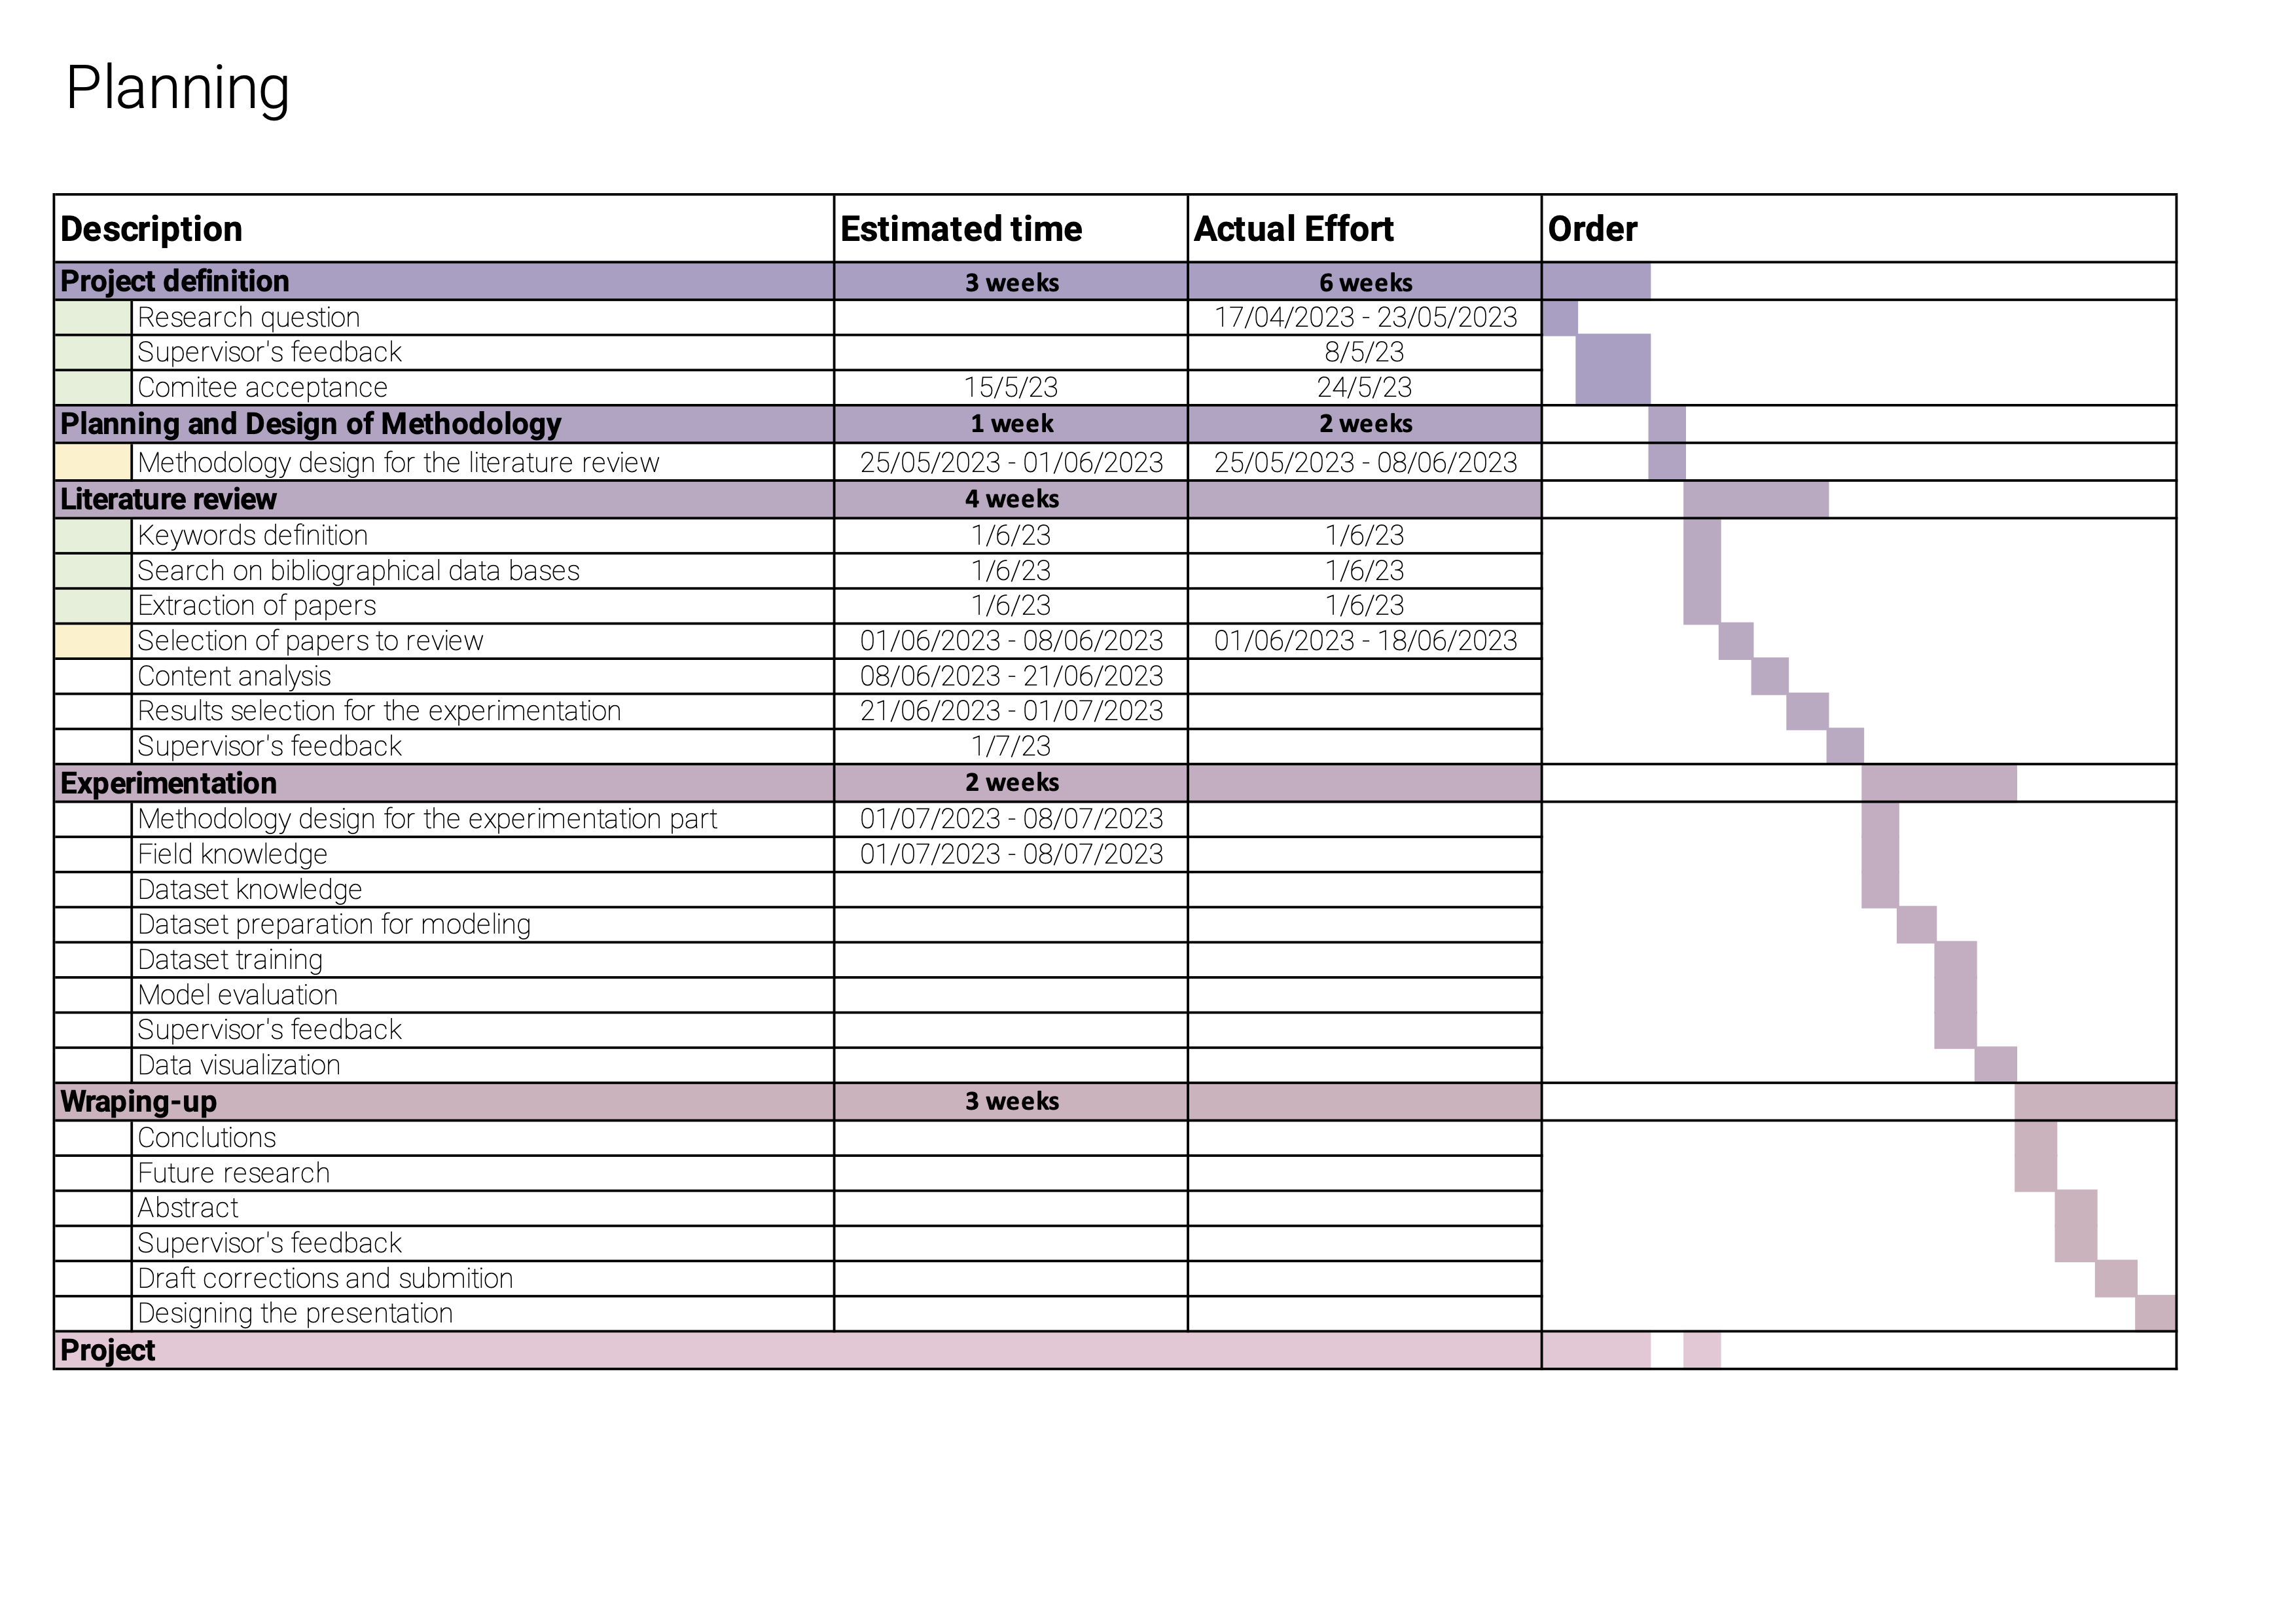 Planning
Description Estimated time Actual Effort Order
Project definition 3 weeks 6 weeks
Research question 17/04/2023 - 23/05/2023
Supervisor's feedback 8/5/23
Comitee acceptance 15/5/23 24/5/23
Planning and Design of Methodology 1 week 2 weeks
Methodology design for the literature review 25/05/2023 - 01/06/2023 25/05/2023 - 08/06/2023
Literature review 4 weeks
Keywords definition 1/6/23 1/6/23
Search on bibliographical data bases 1/6/23 1/6/23
Extraction of papers 1/6/23 1/6/23
Selection of papers to review 01/06/2023 - 08/06/2023 01/06/2023 - 18/06/2023
Content analysis 08/06/2023 - 21/06/2023
Results selection for the experimentation 21/06/2023 - 01/07/2023
Supervisor's feedback 1/7/23
Experimentation 2 weeks
Methodology design for the experimentation part 01/07/2023 - 08/07/2023
Field knowledge 01/07/2023 - 08/07/2023
Dataset knowledge
Dataset preparation for modeling
Dataset training
Model evaluation
Supervisor's feedback
Data visualization
Wraping-up 3 weeks
Conclutions
Future research
Abstract
Supervisor's feedback
Draft corrections and submition
Designing the presentation
Project